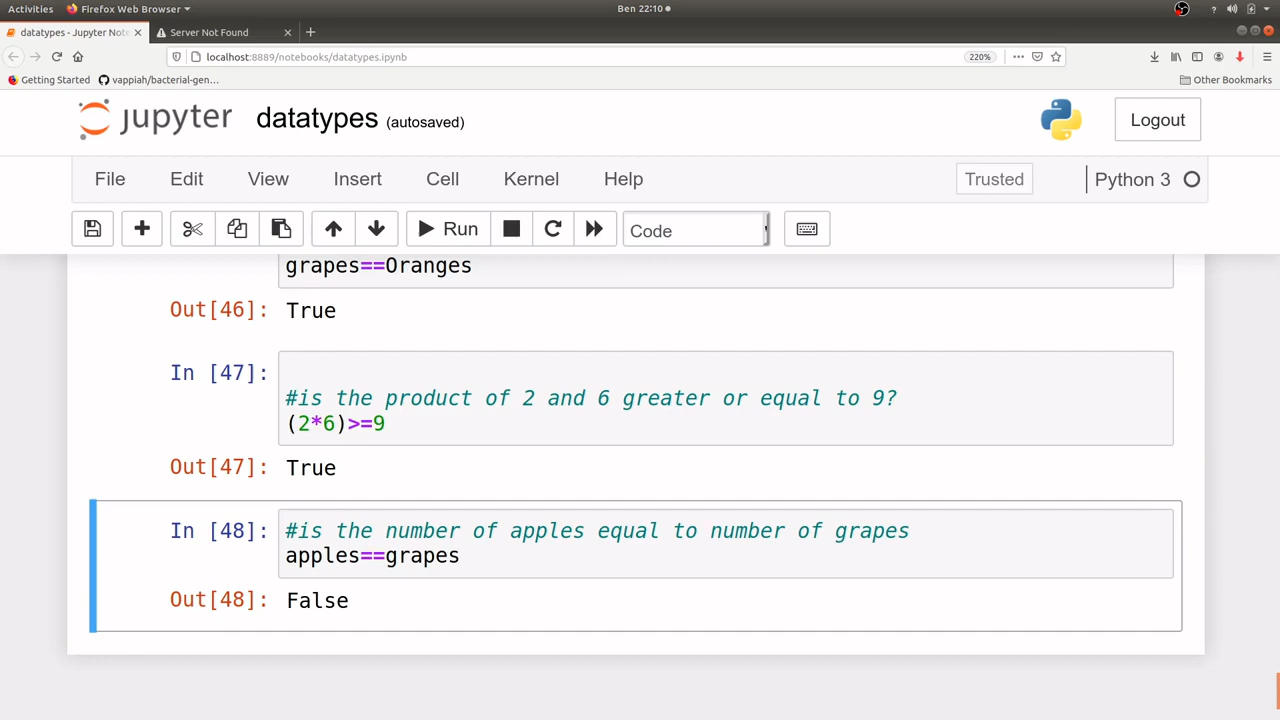 Activities Firefox Web Browser Ben 22:10
datatypes - Jupyter Note Server Not Found
localhost:8889/notebooks/datatypes.ipynb 220%
Getting Started vappiah/bacterial-gen… Other Bookmarks
jupyter datatypes (autosaved) Logout
File Edit View Insert Cell Kernel Help Trusted Python 3
Run Code
grapes==Oranges
Out[46]: True
In [47]:
#is the product of 2 and 6 greater or equal to 9?
(2*6)>=9
Out[47]: True
In [48]: #is the number of apples equal to number of grapes
apples==grapes
Out[48]: False